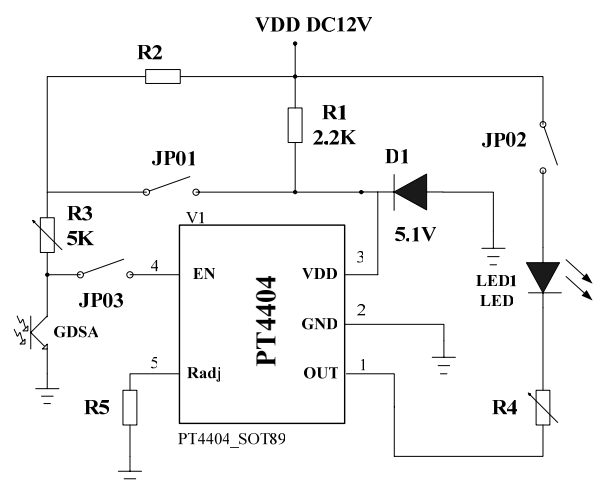 VDD DC12V
R2
R1
2.2K
JP01
D1
JP02
R3
5K
V1
5.1V
JP03
4
EN
VDD
3
LED1
LED
GDSA
PT4404
GND
2
5
Radj
OUT
1
R5
R4
PT4404_SOT89